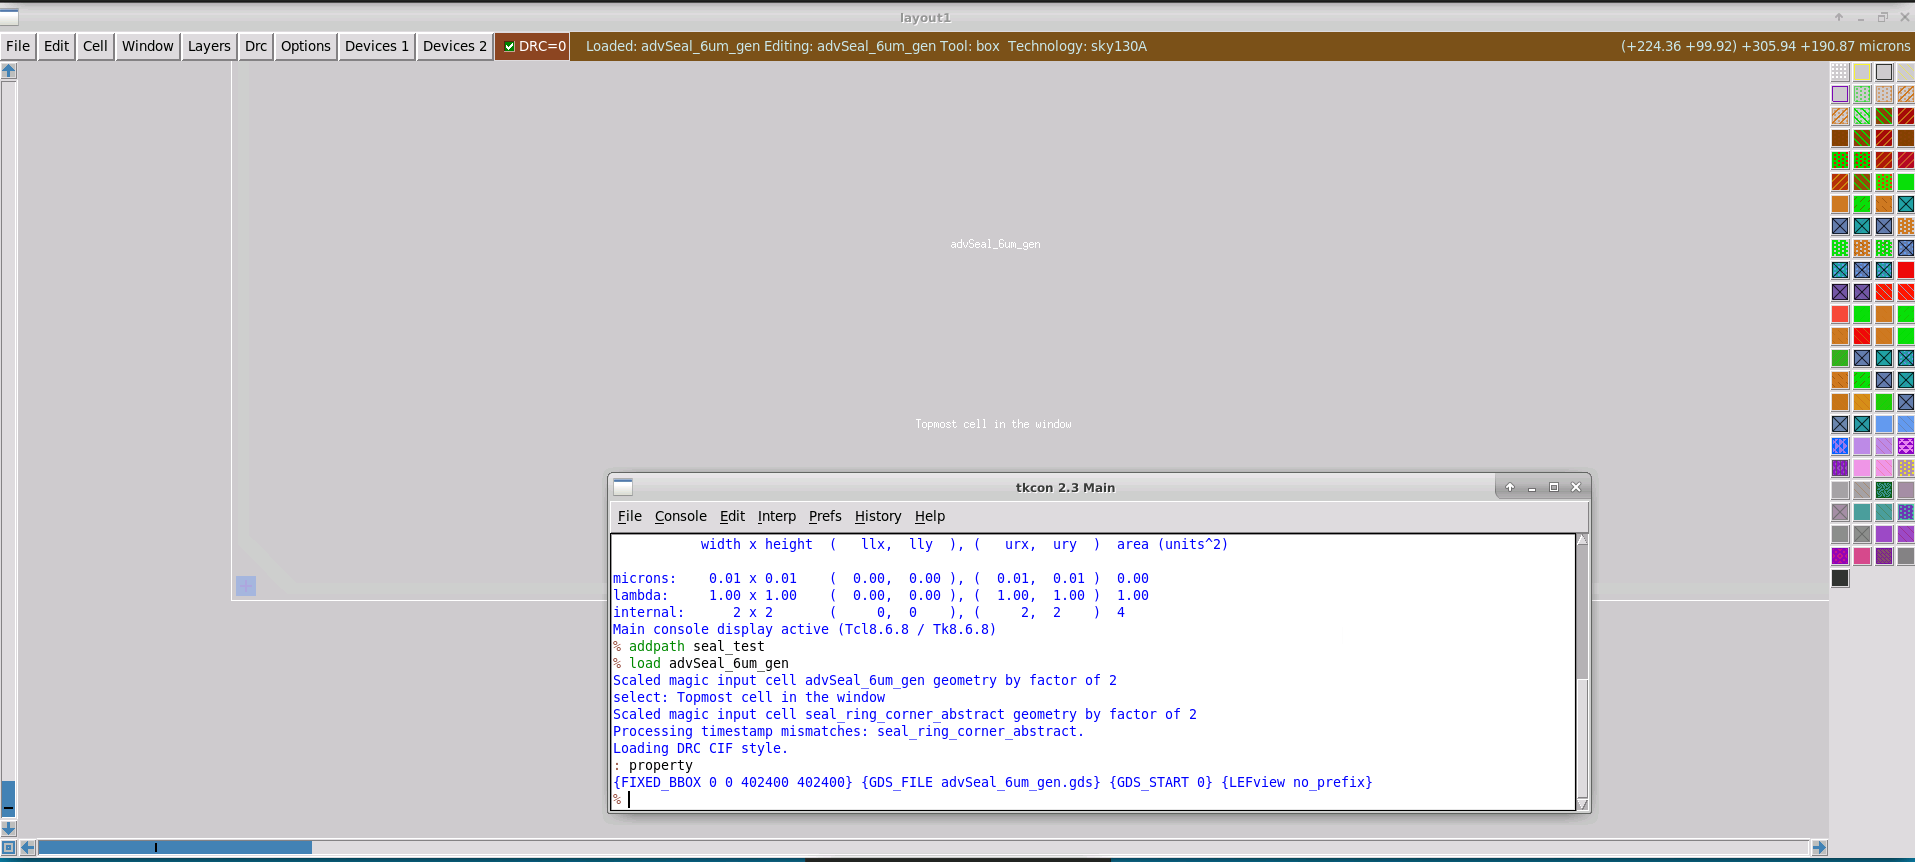 layout1
File Edit Cell Window Layers Drc Options Devices 1 Devices 2 DRC=0 Loaded: advSeal_6um_gen Editing: advSeal_6um_gen Tool: box Technology: sky130A (+224.36 +99.92) +305.94 +190.87 microns
advSeal_6um_gen
Topmost cell in the window
tkcon 2.3 Main
File Console Edit Interp Prefs History Help
width x height ( llx, lly ), ( urx, ury ) area (units^2)
microns: 0.01 x 0.01 ( 0.00, 0.00 ), ( 0.01, 0.01 ) 0.00
lambda: 1.00 x 1.00 ( 0.00, 0.00 ), ( 1.00, 1.00 ) 1.00
internal: 2 x 2 ( 0, 0 ), ( 2, 2 ) 4
Main console display active (Tcl8.6.8 / Tk8.6.8)
% addpath seal_test
% load advSeal_6um_gen
Scaled magic input cell advSeal_6um_gen geometry by factor of 2
select: Topmost cell in the window
Scaled magic input cell seal_ring_corner_abstract geometry by factor of 2
Processing timestamp mismatches: seal_ring_corner_abstract.
Loading DRC CIF style.
: property
{FIXED_BBOX 0 0 402400 402400} {GDS_FILE advSeal_6um_gen.gds} {GDS_START 0} {LEFview no_prefix}
%